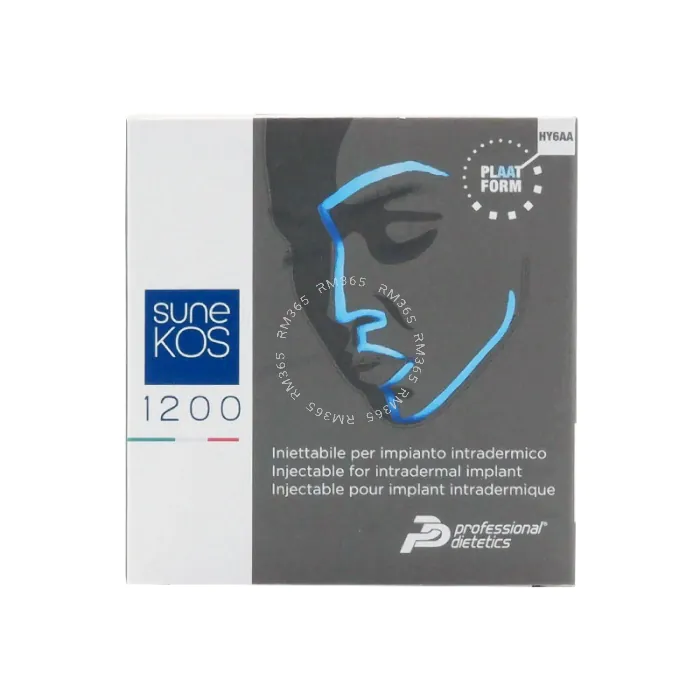 HY6AA
PLAAT
FORM
sune
KOS
1200
RM365 RM365 RM365 RM365 RM365 RM365
Iniettabile per impianto intradermico
Injectable for intradermal implant
Injectable pour implant intradermique
professional®
dietetics